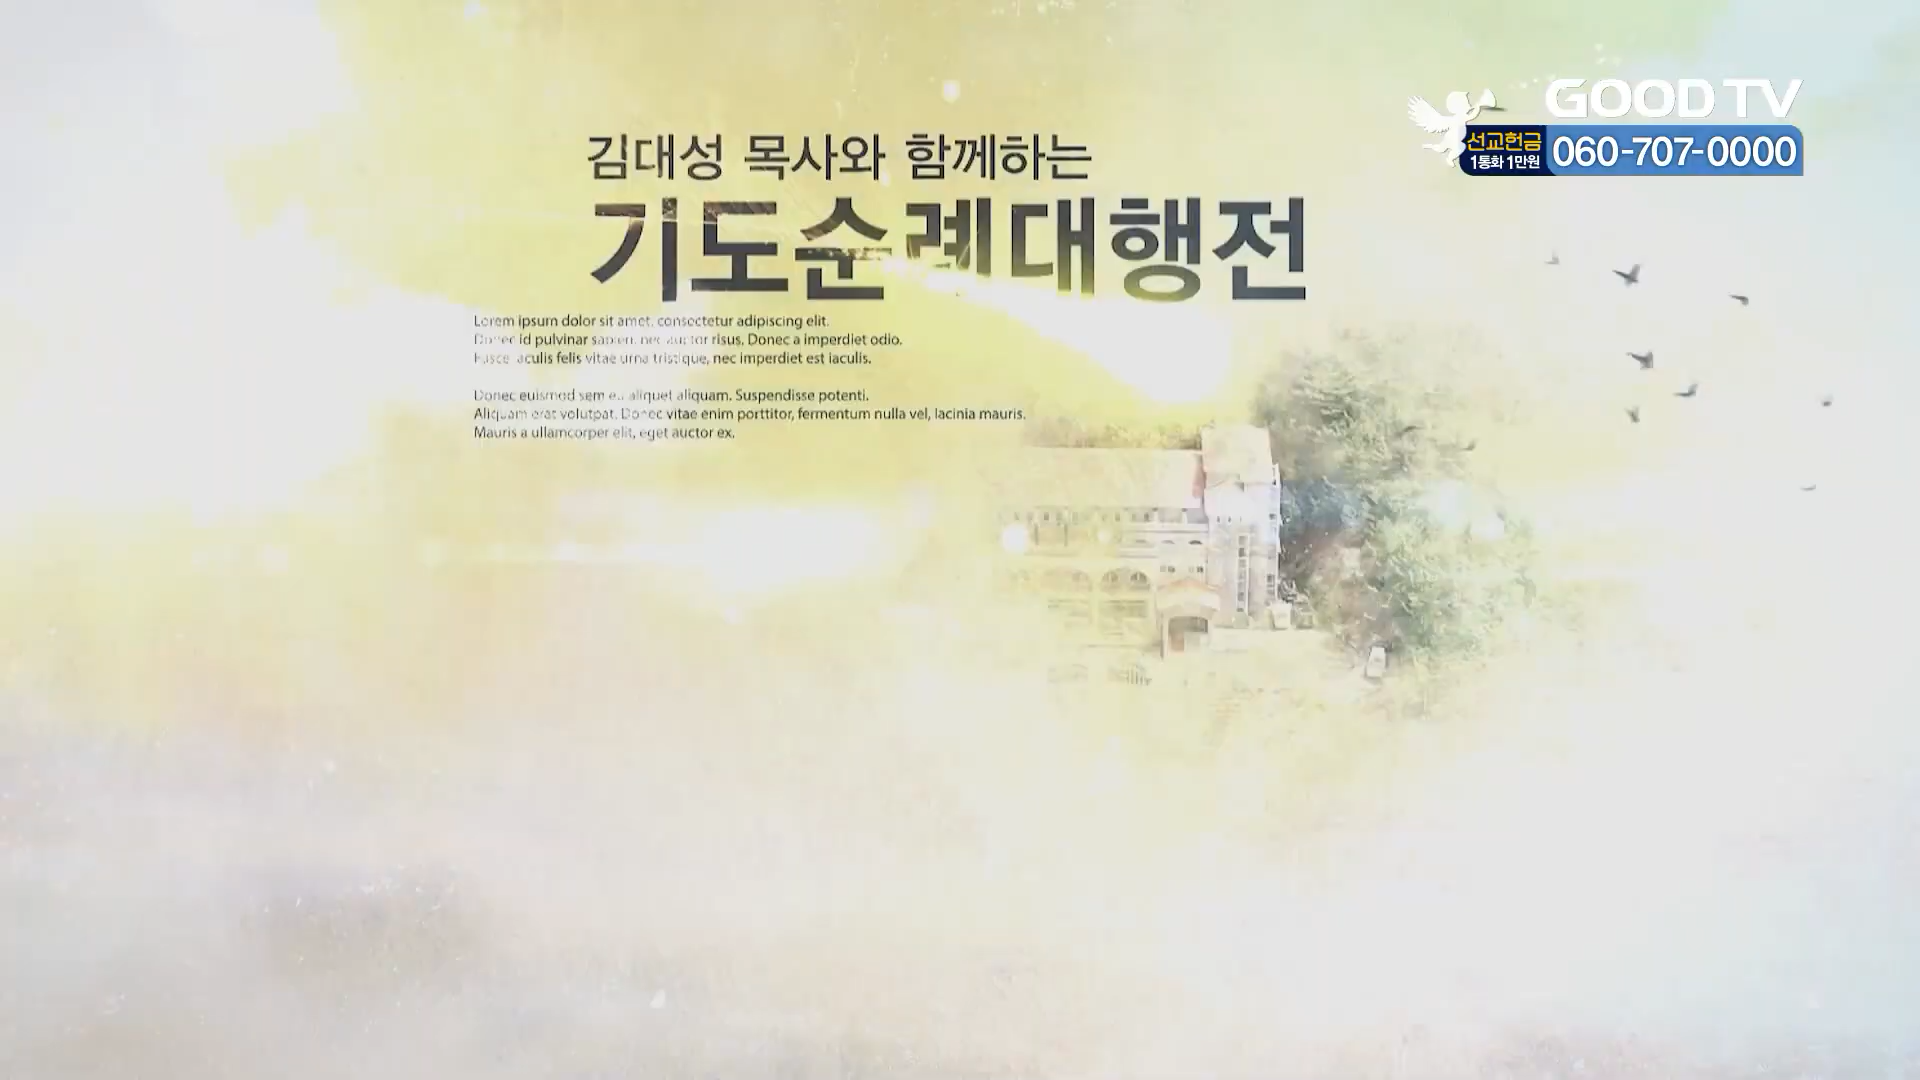 GOOD TV
선교헌금
1통화 1만원
060-707-0000
김대성 목사와 함께하는
기도순례대행전
Lorem ipsum dolor sit amet, consectetur adipiscing elit.
Donec id pulvinar sapien, nec auctor risus. Donec a imperdiet odio.
Fusce iaculis felis vitae urna tristique, nec imperdiet est iaculis.
Donec euismod sem eu aliquet aliquam. Suspendisse potenti.
Aliquam erat volutpat. Donec vitae enim porttitor, fermentum nulla vel, lacinia mauris.
Mauris a ullamcorper elit, eget auctor ex.